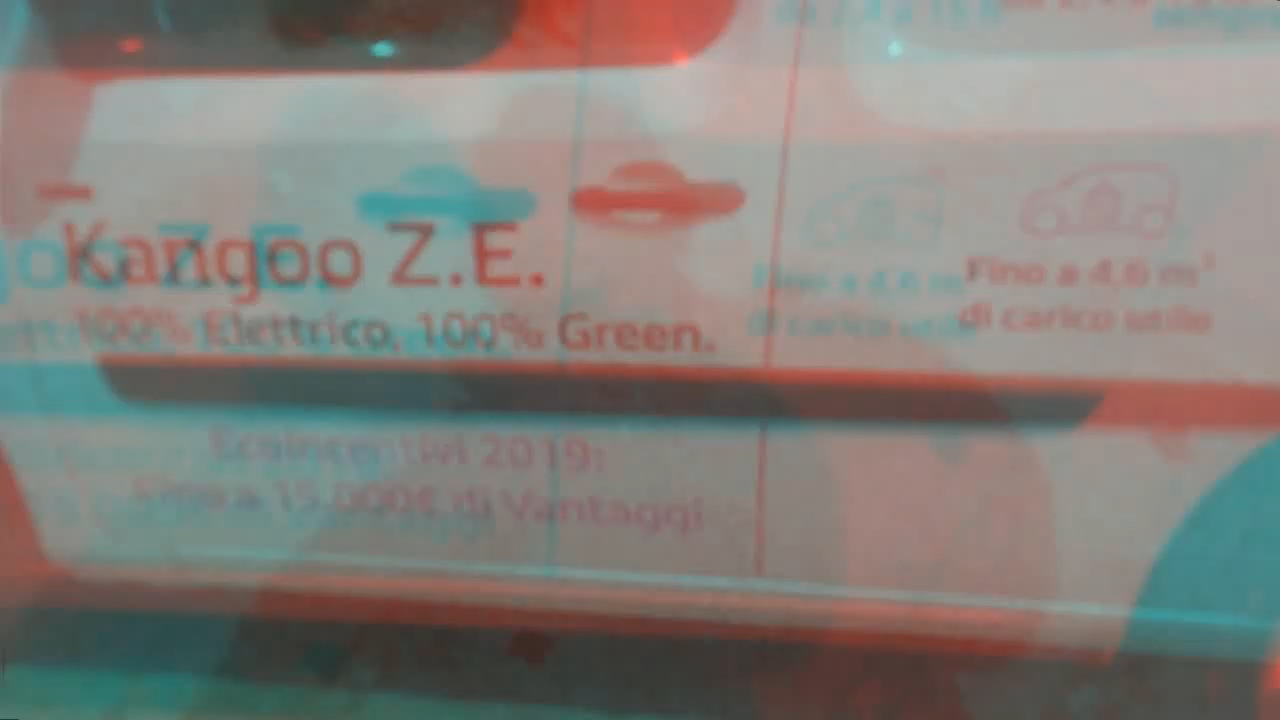 Kangoo Z.E.
100% Elettrico, 100% Green.
Fino a 4,6 m³
di carico utile
Ecoincentivi 2019:
Fino a 15.000€ di Vantaggi